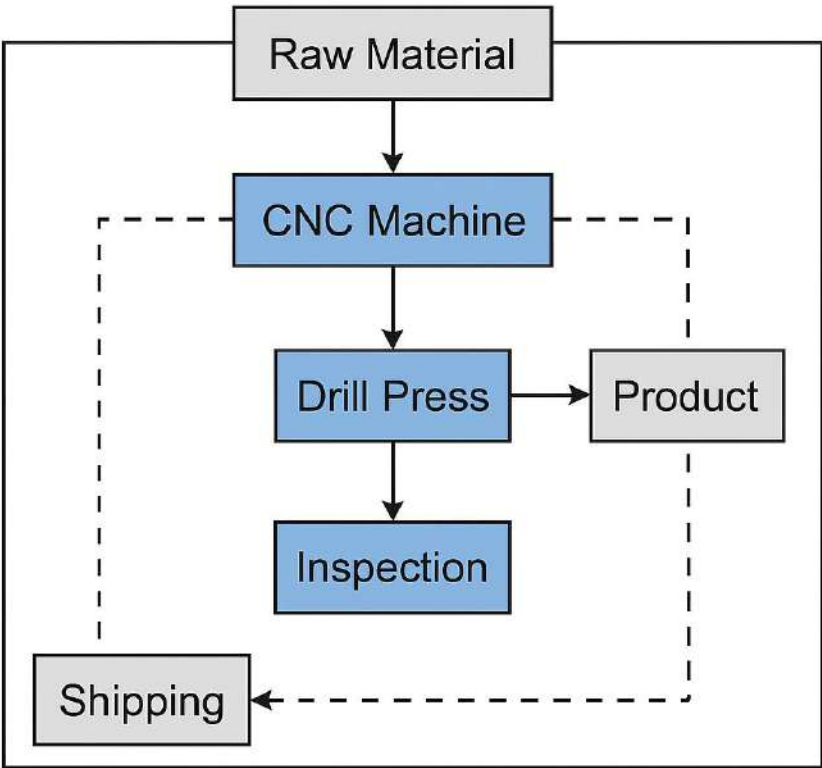 Raw Material
CNC Machine
Drill Press
Product
Inspection
Shipping